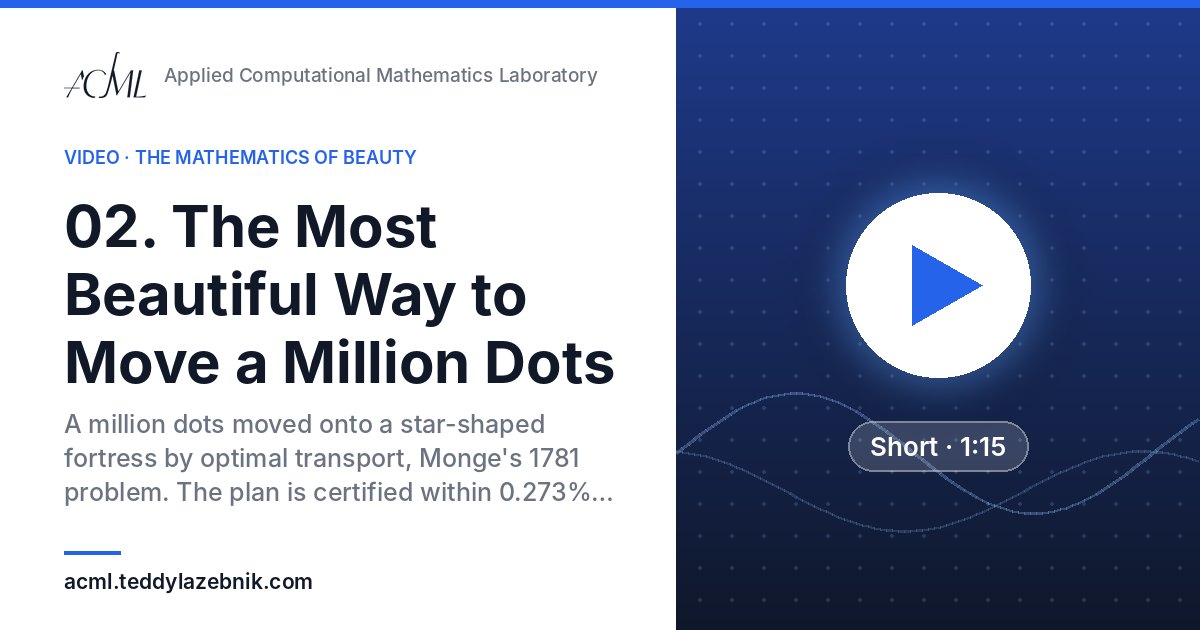 ACML
Applied Computational Mathematics Laboratory
VIDEO · THE MATHEMATICS OF BEAUTY
02. The Most
Beautiful Way to
Move a Million Dots
A million dots moved onto a star-shaped
fortress by optimal transport, Monge's 1781
problem. The plan is certified within 0.273%...
acml.teddylazebnik.com
Short · 1:15